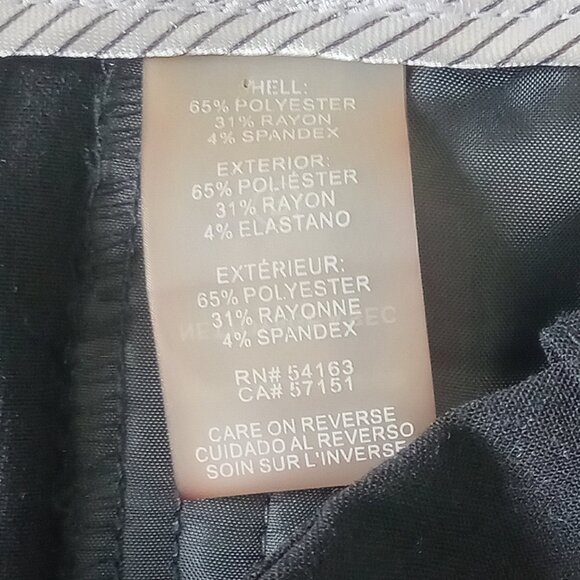 HELL:
65% POLYESTER
31% RAYON
4% SPANDEX
EXTERIOR:
65% POLIÉSTER
31% RAYON
4% ELASTANO
EXTÉRIEUR:
65% POLYESTER
31% RAYONNE
4% SPANDEX
RN# 54163
CA# 57151
CARE ON REVERSE
CUIDADO AL REVERSO
SOIN SUR L'INVERSE